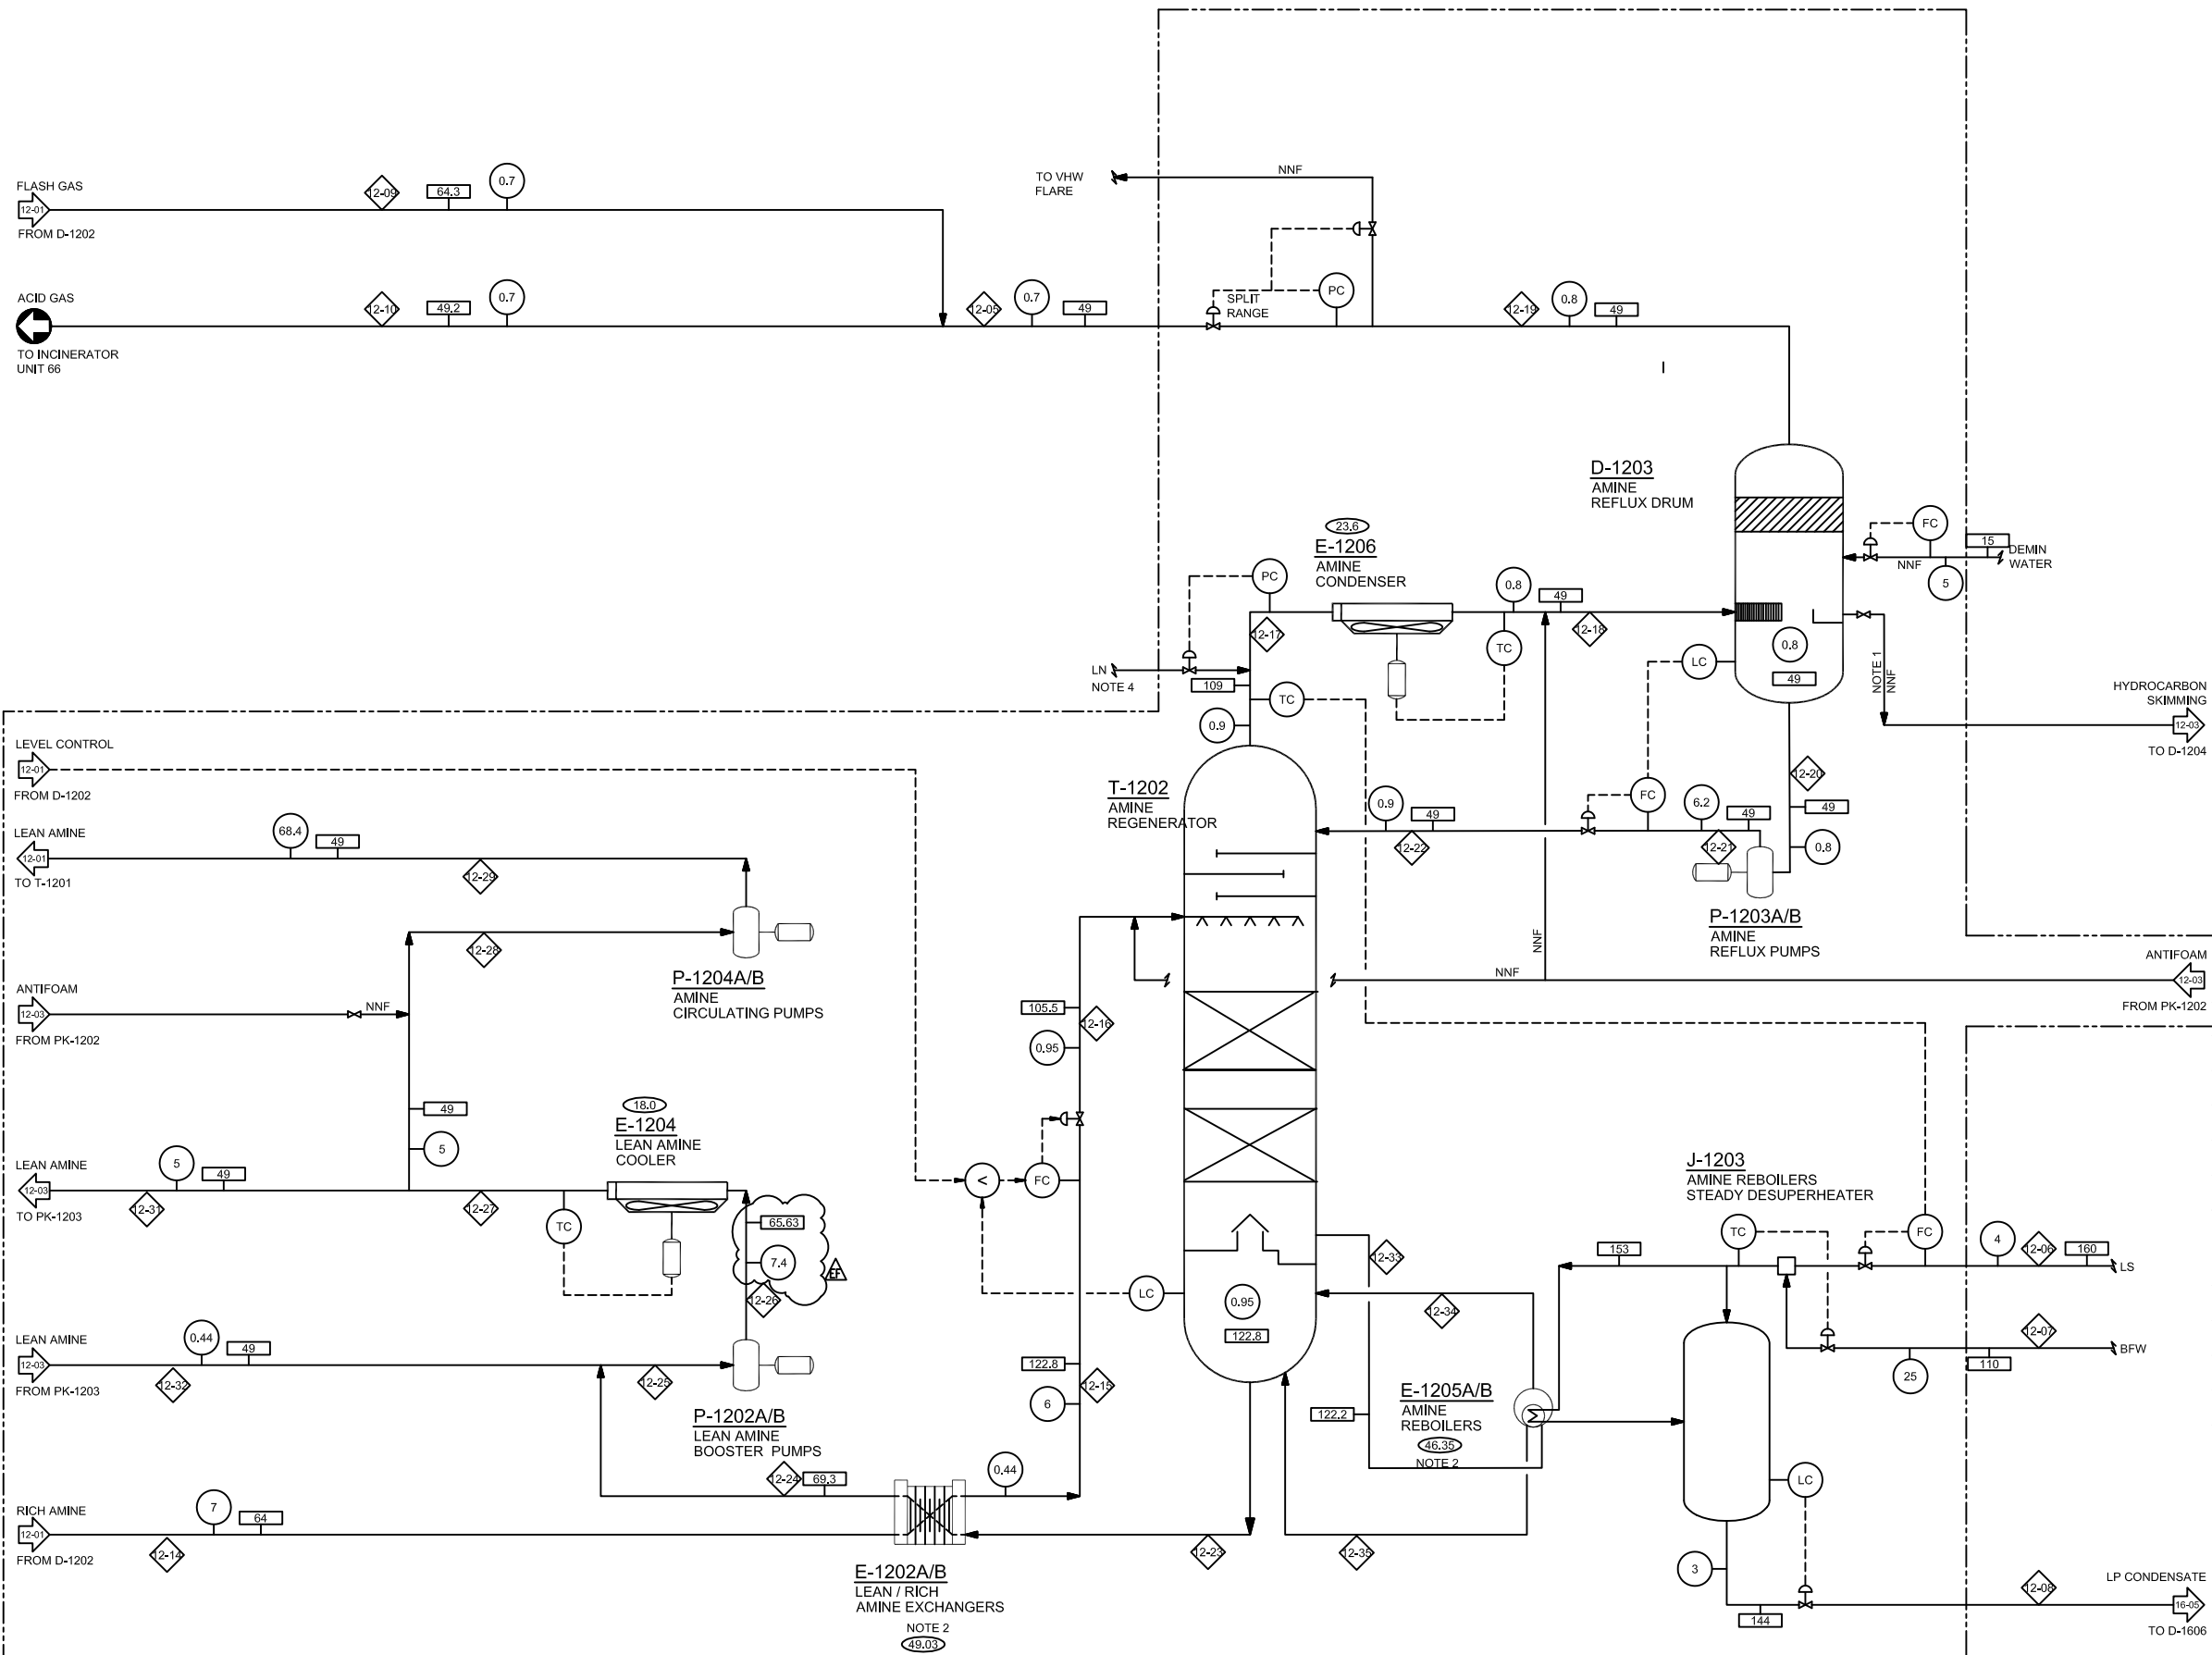 FLASH GAS
12-01
FROM D-1202
12-09
64.3
0.7
TO VHW
FLARE
NNF
ACID GAS
TO INCINERATOR
UNIT 66
12-10
49.2
0.7
12-05
0.7
49
SPLIT
RANGE
PC
12-19
0.8
49
D-1203
AMINE
REFLUX DRUM
23.6
E-1206
AMINE
CONDENSER
PC
12-17
0.8
49
12-18
TC
LN
NOTE 4
109
TC
0.9
FC
15
DEMIN
WATER
NNF
5
0.8
49
LC
NOTE 1
NNF
HYDROCARBON
SKIMMING
12-03
TO D-1204
LEVEL CONTROL
12-01
FROM D-1202
LEAN AMINE
12-01
TO T-1201
68.4
49
12-29
T-1202
AMINE
REGENERATOR
0.9
49
12-22
FC
6.2
49
12-21
12-20
49
0.8
P-1203A/B
AMINE
REFLUX PUMPS
12-28
P-1204A/B
AMINE
CIRCULATING PUMPS
ANTIFOAM
12-03
FROM PK-1202
NNF
NNF
NNF
ANTIFOAM
12-03
FROM PK-1202
105.5
12-16
0.95
49
5
LEAN AMINE
12-03
TO PK-1203
5
49
12-31
12-27
18.0
E-1204
LEAN AMINE
COOLER
TC
65.63
7.4
EF
12-26
<
FC
LC
0.95
122.8
12-33
12-34
J-1203
AMINE REBOILERS
STEADY DESUPERHEATER
153
TC
FC
4
12-06
160
LS
12-07
BFW
25
110
LEAN AMINE
12-03
FROM PK-1203
0.44
49
12-32
12-25
P-1202A/B
LEAN AMINE
BOOSTER PUMPS
122.8
12-15
6
122.2
E-1205A/B
AMINE
REBOILERS
46.35
NOTE 2
12-24
69.3
0.44
LC
RICH AMINE
12-01
FROM D-1202
7
64
12-14
E-1202A/B
LEAN / RICH
AMINE EXCHANGERS
NOTE 2
49.03
12-23
12-35
3
144
12-08
LP CONDENSATE
16-05
TO D-1606